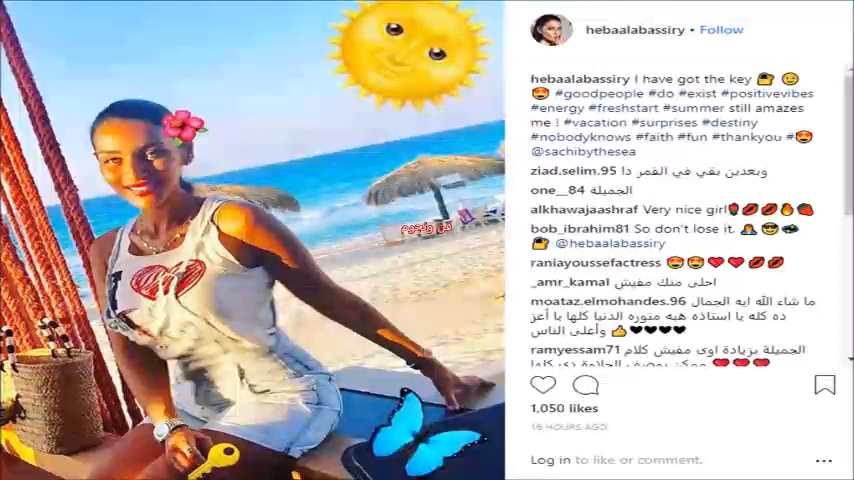 hebaalabassiry • Follow
hebaalabassiry I have got the key
#goodpeople #do #exist #positivevibes
#energy #freshstart #summer still amazes
me ! #vacation #surprises #destiny
#nobodyknows #faith #fun #thankyou #😍
@sachibythesea
ziad.selim.95 وبعدين بقي في القمر دا
one__84 الجميلة
alkhawajaashraf Very nice girl
bob_ibrahim81 So don't lose it.
@hebaalabassiry
raniayoussefactress
_amr_kamal احلى منك مفيش
moataz.elmohandes.96 ما شاء الله ايه الجمال
ده كله يا استاذه هبه منوره الدنيا كلها يا أعز
وأغلى الناس
ramyessam71 الجميلة بزيادة اوى مفيش كلام
فن ونجوم
1,050 likes
16 HOURS AGO
Log in to like or comment.